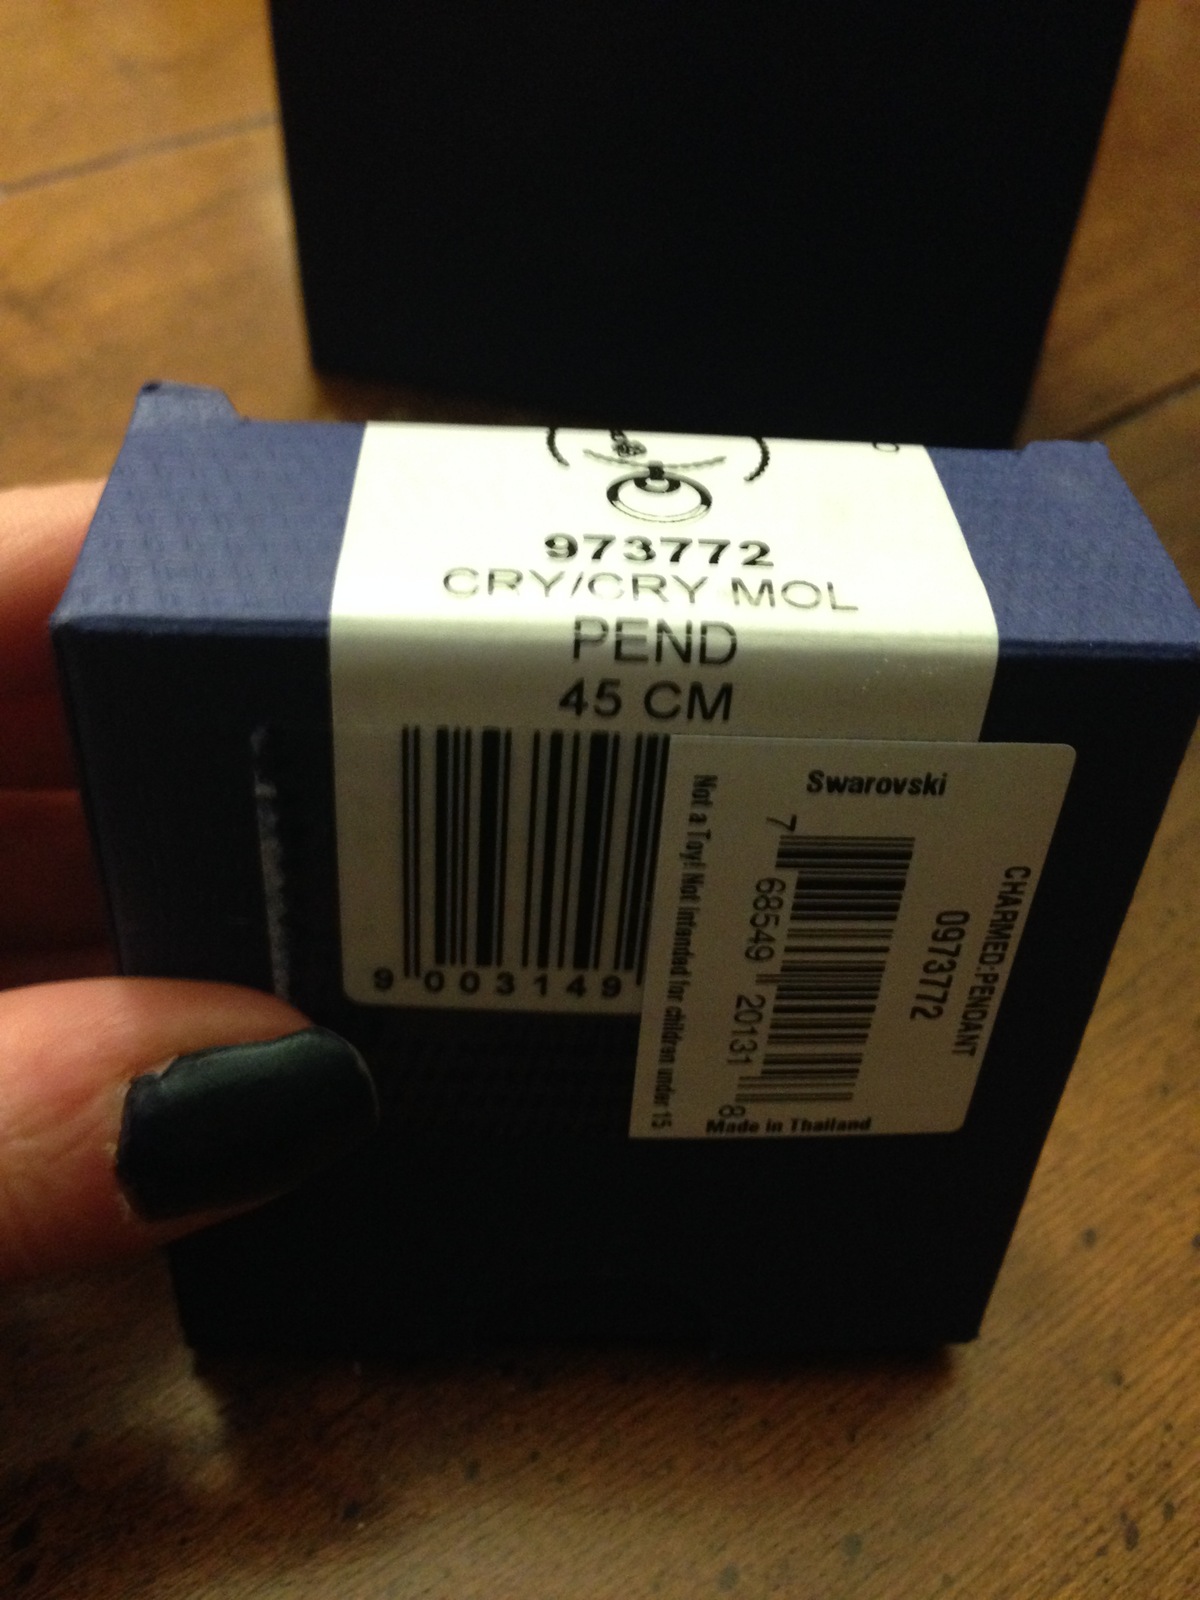 973772
CRY/CRY MOL
PEND
45 CM
9 003149
Swarovski
CHARMED:PENDANT
0973772
7 68549 20131 8
Not a Toy! Not intended for children under 15
Made in Thailand